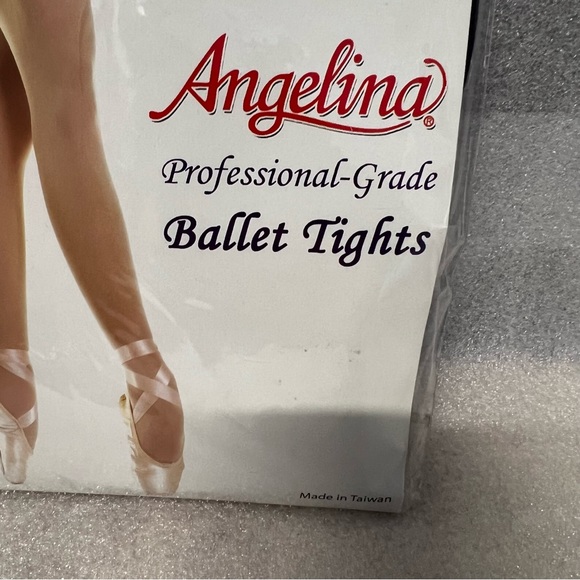 Angelina®
Professional-Grade
Ballet Tights
Made in Taiwan